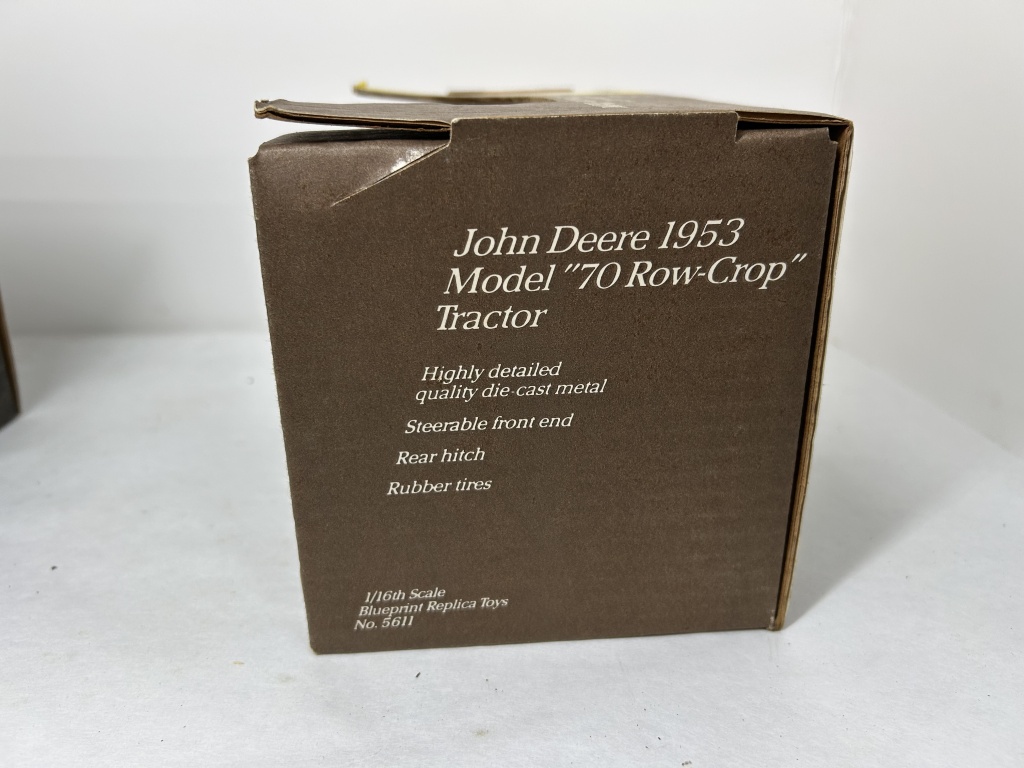 John Deere 1953
Model "70 Row-Crop"
Tractor
Highly detailed
quality die-cast metal
Steerable front end
Rear hitch
Rubber tires
1/16th Scale
Blueprint Replica Toys
No. 5611